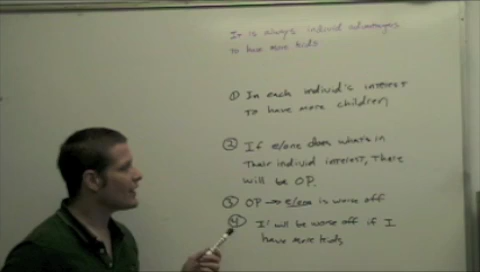 It is always individ advantageous
to have more kids
① In each individ's interest
to have more children
② If e/one does what's in
their individ interest, there
will be OP.
③ OP → e/one is worse off
④ I'll be worse off if I
have more kids